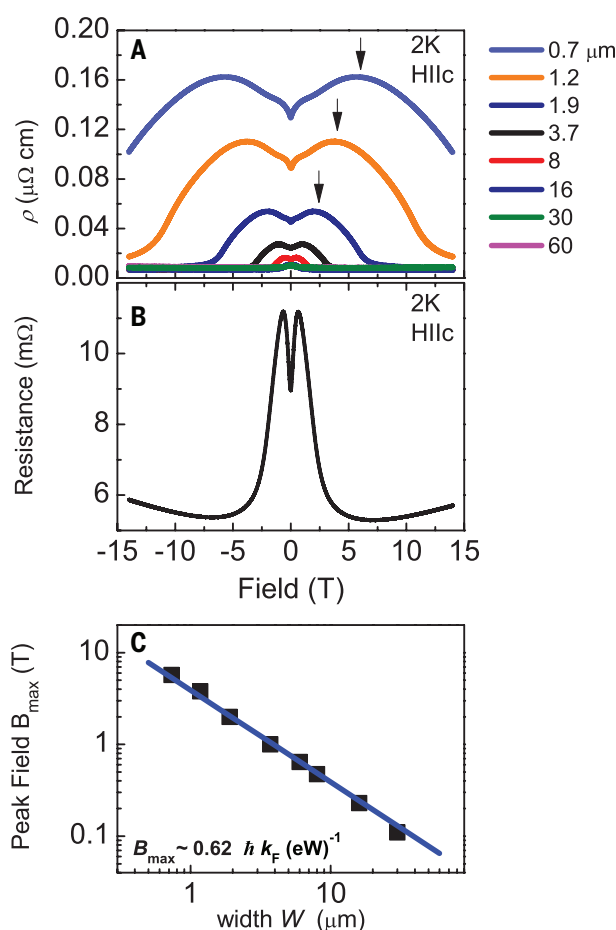 A
2K
HIIc
0.20
0.16
0.12
0.08
0.04
0.00
ρ (μΩ cm)
0.7 μm
1.2
1.9
3.7
8
16
30
60
B
2K
HIIc
10
8
6
Resistance (mΩ)
-15 -10 -5 0 5 10 15
Field (T)
C
10
1
0.1
Peak Field B_max (T)
B_max ~ 0.62 ℏ k_F (eW)^-1
1 10
width W (μm)